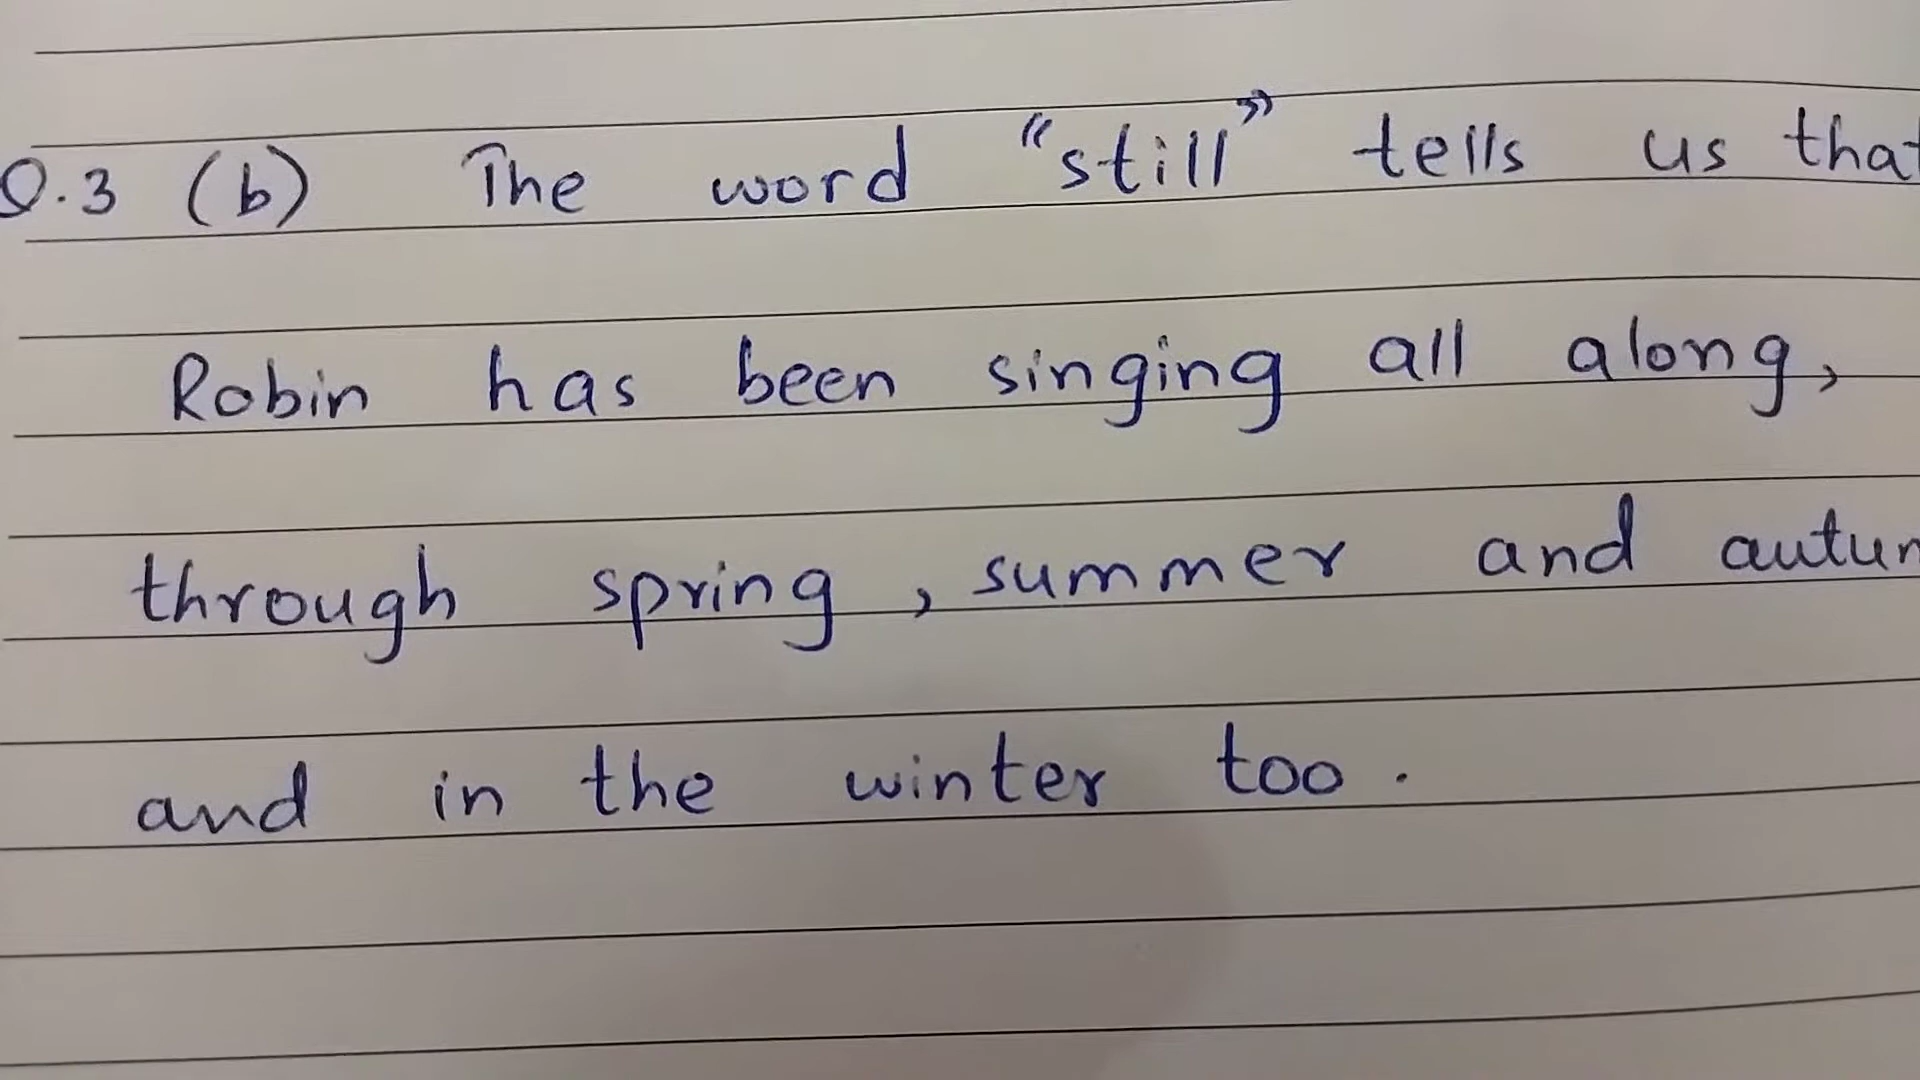 Q.3 (b) The word "still" tells us that
Robin has been singing all along,
through spring, summer and autum
and in the winter too.